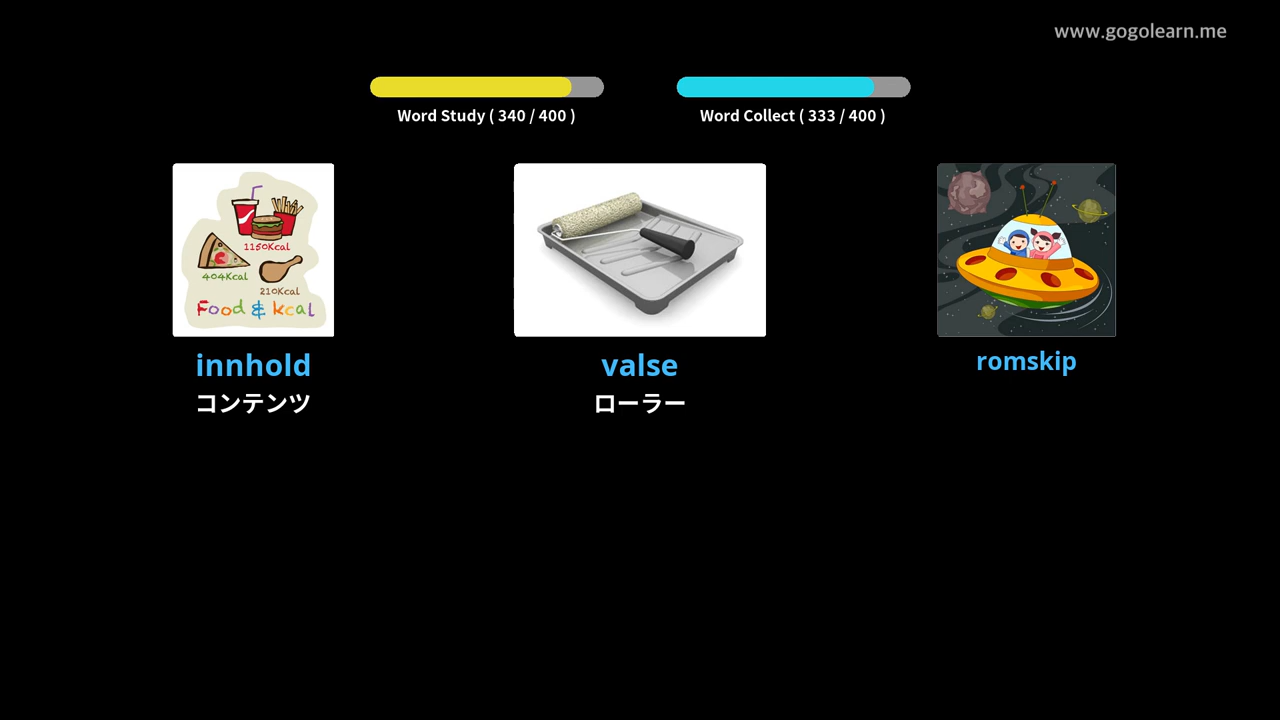 www.gogolearn.me
Word Study ( 340 / 400 )
Word Collect ( 333 / 400 )
1150Kcal
404Kcal
210Kcal
Food & kcal
innhold
valse
romskip
コンテンツ
ローラー